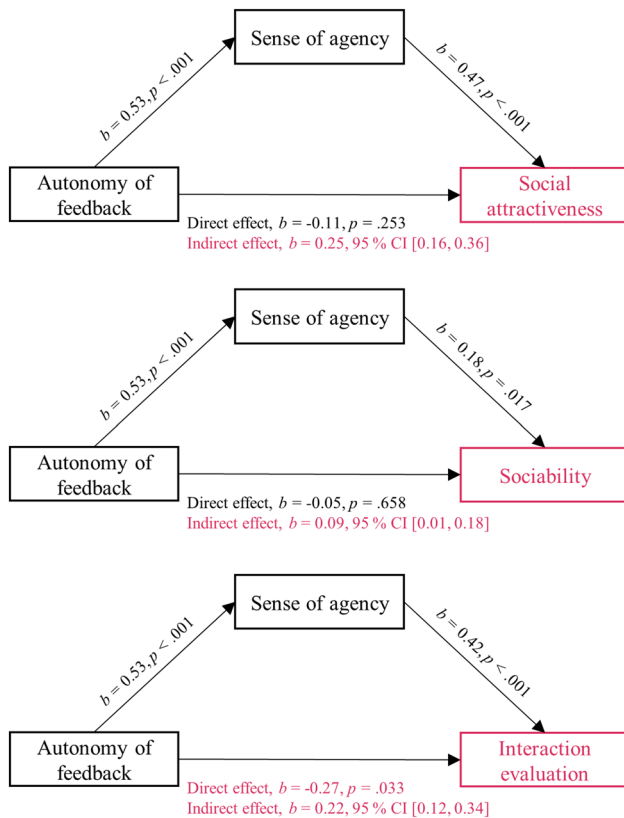 Sense of agency
b = 0.53, p < .001
b = 0.47, p < .001
Autonomy of
feedback
Social
attractiveness
Direct effect, b = -0.11, p = .253
Indirect effect, b = 0.25, 95 % CI [0.16, 0.36]
Sense of agency
b = 0.53, p < .001
b = 0.18, p = .017
Autonomy of
feedback
Sociability
Direct effect, b = -0.05, p = .658
Indirect effect, b = 0.09, 95 % CI [0.01, 0.18]
Sense of agency
b = 0.53, p < .001
b = 0.42, p < .001
Autonomy of
feedback
Interaction
evaluation
Direct effect, b = -0.27, p = .033
Indirect effect, b = 0.22, 95 % CI [0.12, 0.34]